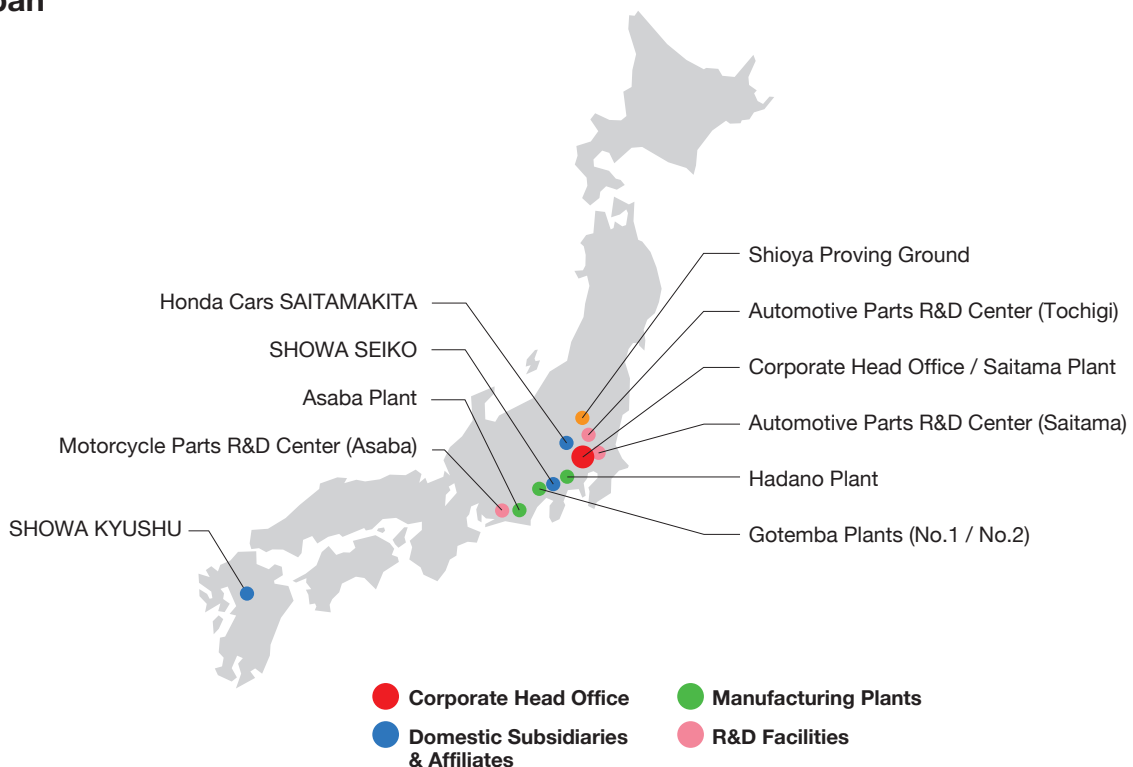 Shioya Proving Ground
Honda Cars SAITAMAKITA
Automotive Parts R&D Center (Tochigi)
SHOWA SEIKO
Corporate Head Office / Saitama Plant
Asaba Plant
Automotive Parts R&D Center (Saitama)
Motorcycle Parts R&D Center (Asaba)
Hadano Plant
SHOWA KYUSHU
Gotemba Plants (No.1 / No.2)
Corporate Head Office
Manufacturing Plants
Domestic Subsidiaries
& Affiliates
R&D Facilities